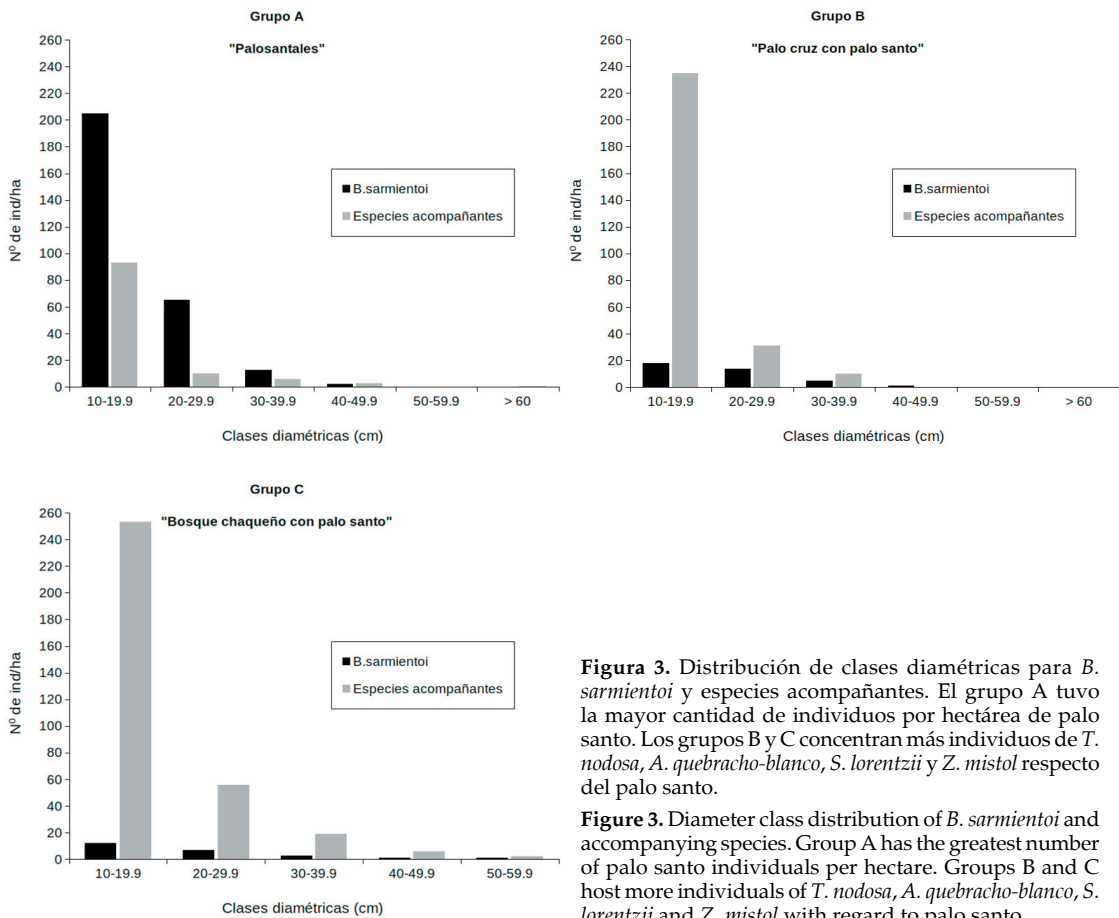 Grupo A
"Palosantales"
260
240
220
200
180
160
140
120
100
80
60
40
20
0
Nº de ind/ha
B.sarmientoi
Especies acompañantes
10-19.9 20-29.9 30-39.9 40-49.9 50-59.9 > 60
Clases diamétricas (cm)
Grupo B
"Palo cruz con palo santo"
260
240
220
200
180
160
140
120
100
80
60
40
20
0
Nº de ind/ha
B.sarmientoi
Especies acompañantes
10-19.9 20-29.9 30-39.9 40-49.9 50-59.9 > 60
Clases diamétricas (cm)
Grupo C
"Bosque chaqueño con palo santo"
260
240
220
200
180
160
140
120
100
80
60
40
20
0
Nº de ind/ha
B.sarmientoi
Especies acompañantes
10-19.9 20-29.9 30-39.9 40-49.9 50-59.9
Clases diamétricas (cm)
Figura 3. Distribución de clases diamétricas para B.
sarmientoi y especies acompañantes. El grupo A tuvo
la mayor cantidad de individuos por hectárea de palo
santo. Los grupos B y C concentran más individuos de T.
nodosa, A. quebracho-blanco, S. lorentzii y Z. mistol respecto
del palo santo.
Figure 3. Diameter class distribution of B. sarmientoi and
accompanying species. Group A has the greatest number
of palo santo individuals per hectare. Groups B and C
host more individuals of T. nodosa, A. quebracho-blanco, S.
lorentzii and Z. mistol with regard to palo santo.